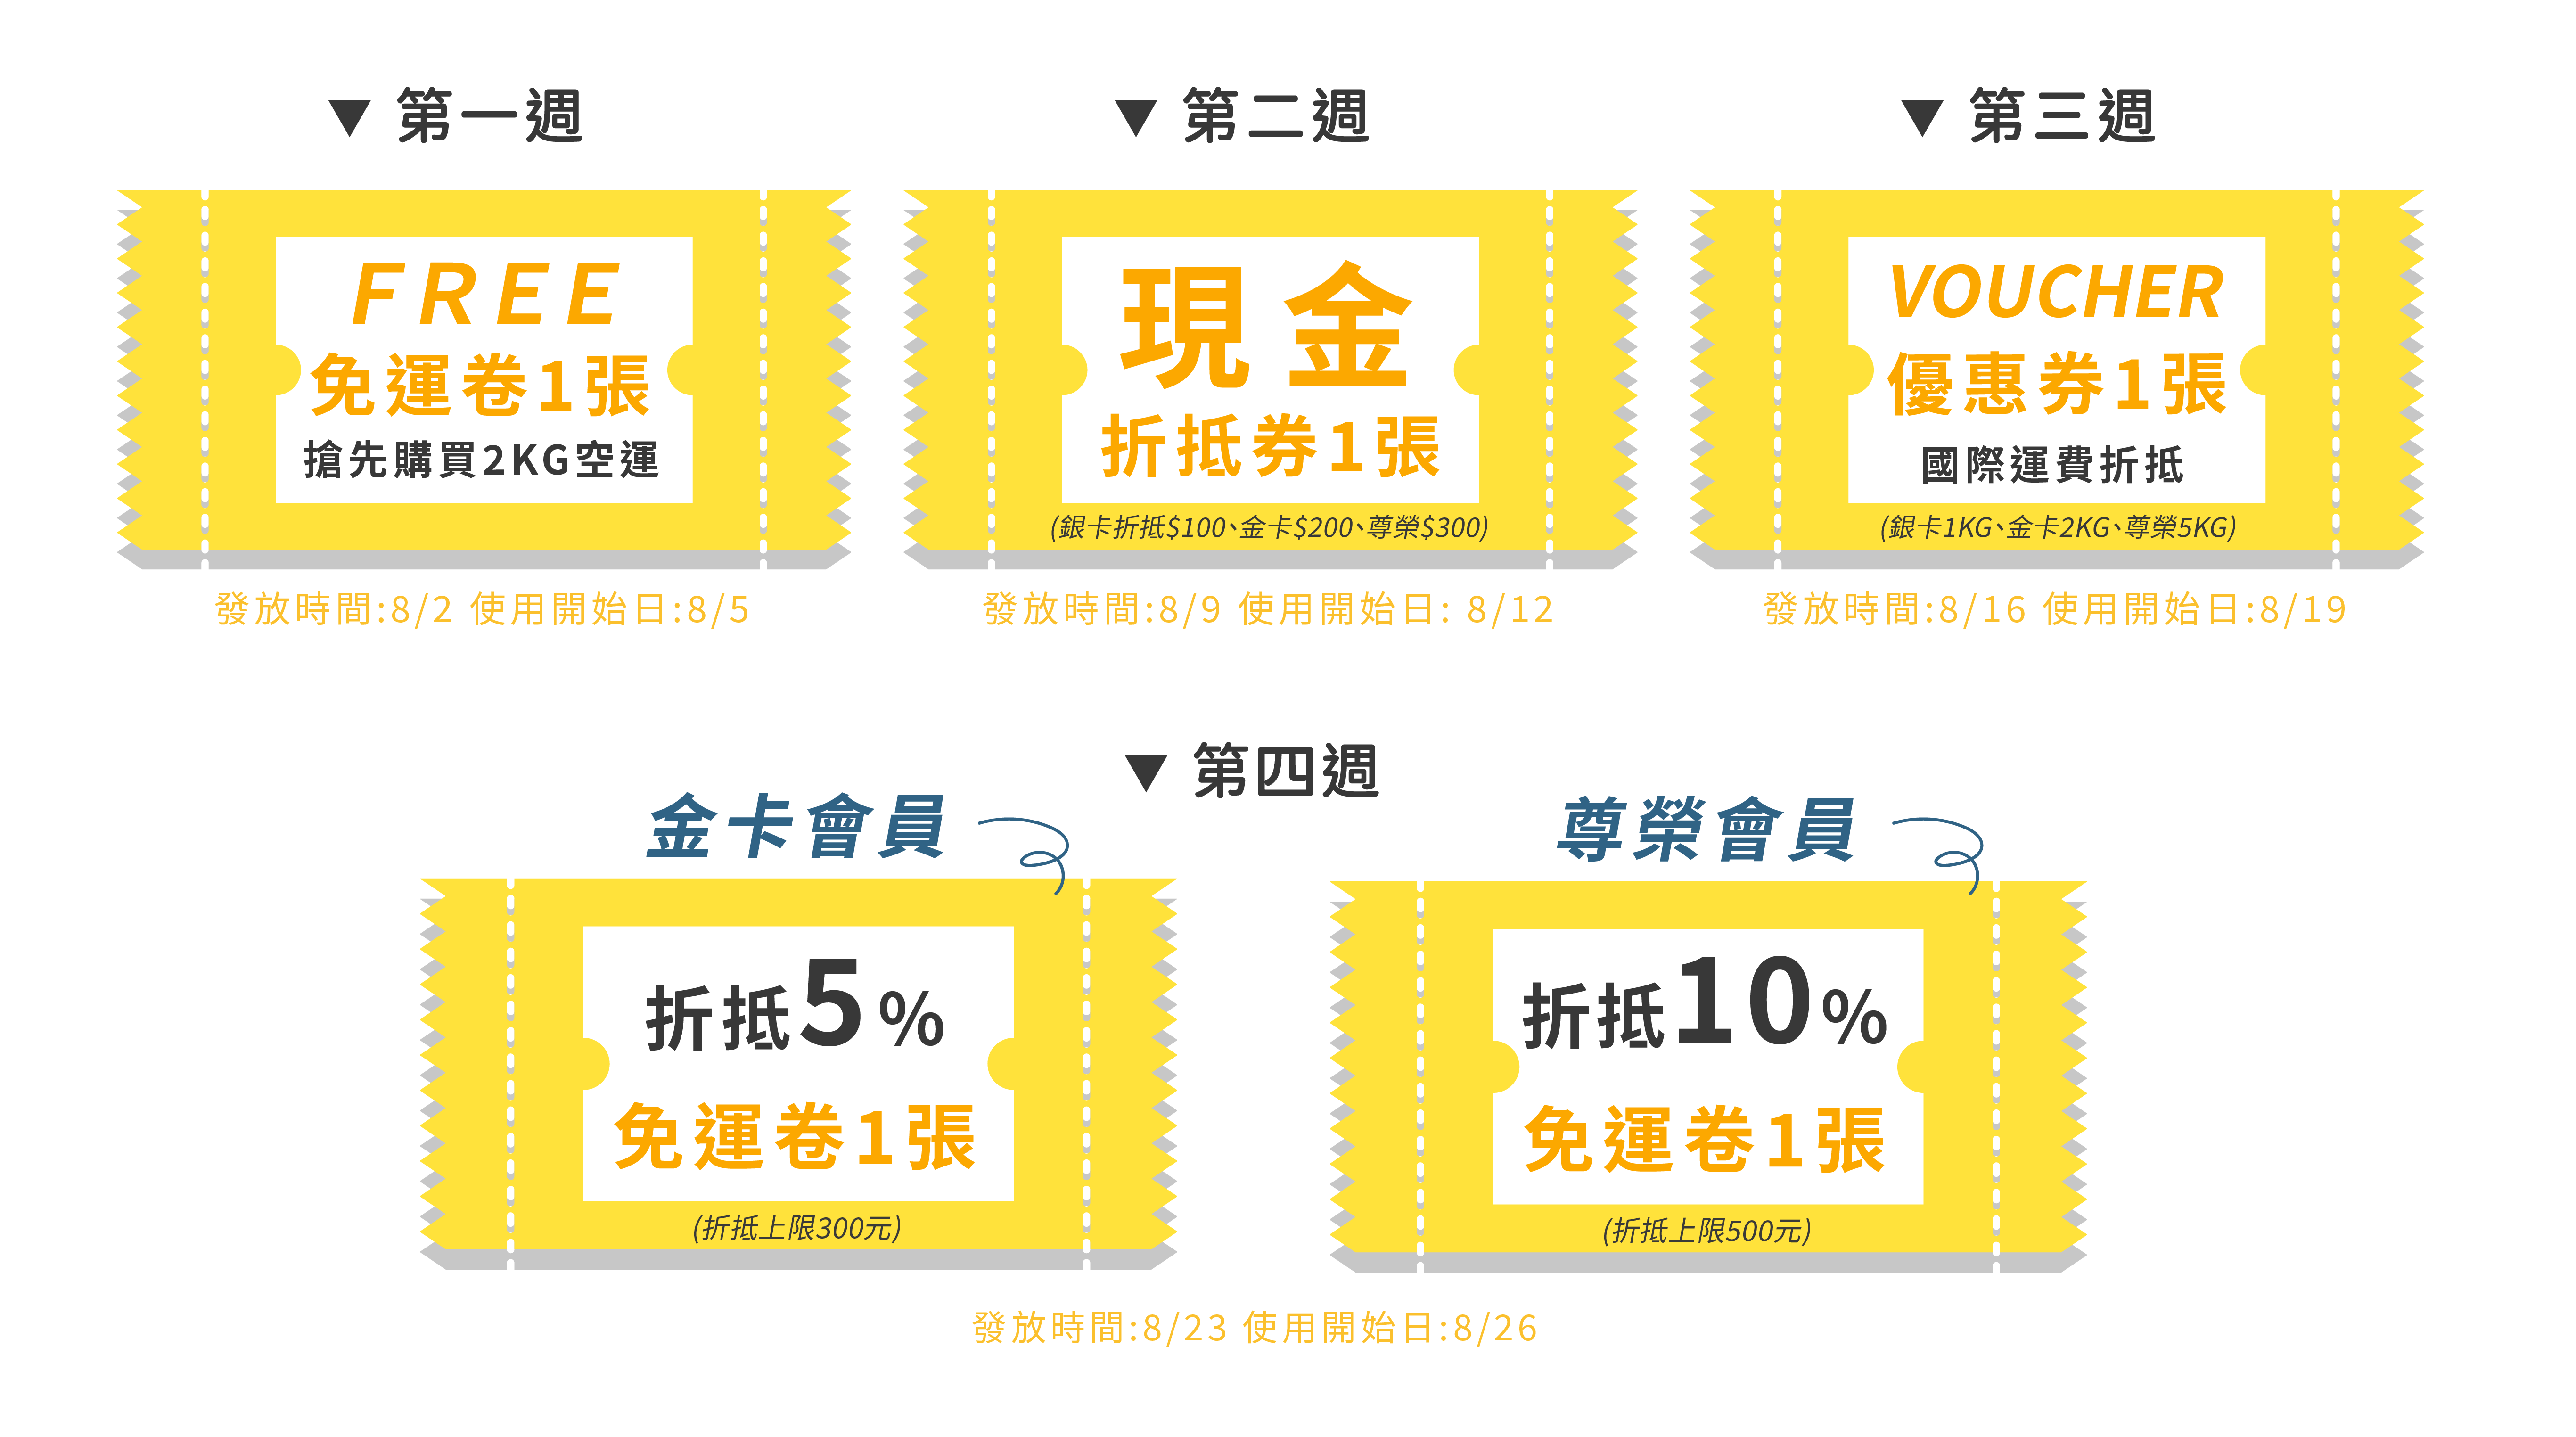 ▼ 第一週
FREE
免運卷1張
搶先購買2KG空運
發放時間:8/2 使用開始日:8/5
▼ 第二週
現金
折抵券1張
(銀卡折抵$100、金卡$200、尊榮$300)
發放時間:8/9 使用開始日: 8/12
▼ 第三週
VOUCHER
優惠券1張
國際運費折抵
(銀卡1KG、金卡2KG、尊榮5KG)
發放時間:8/16 使用開始日:8/19
▼ 第四週
金卡會員
折抵5%
免運卷1張
(折抵上限300元)
尊榮會員
折抵10%
免運卷1張
(折抵上限500元)
發放時間:8/23 使用開始日:8/26